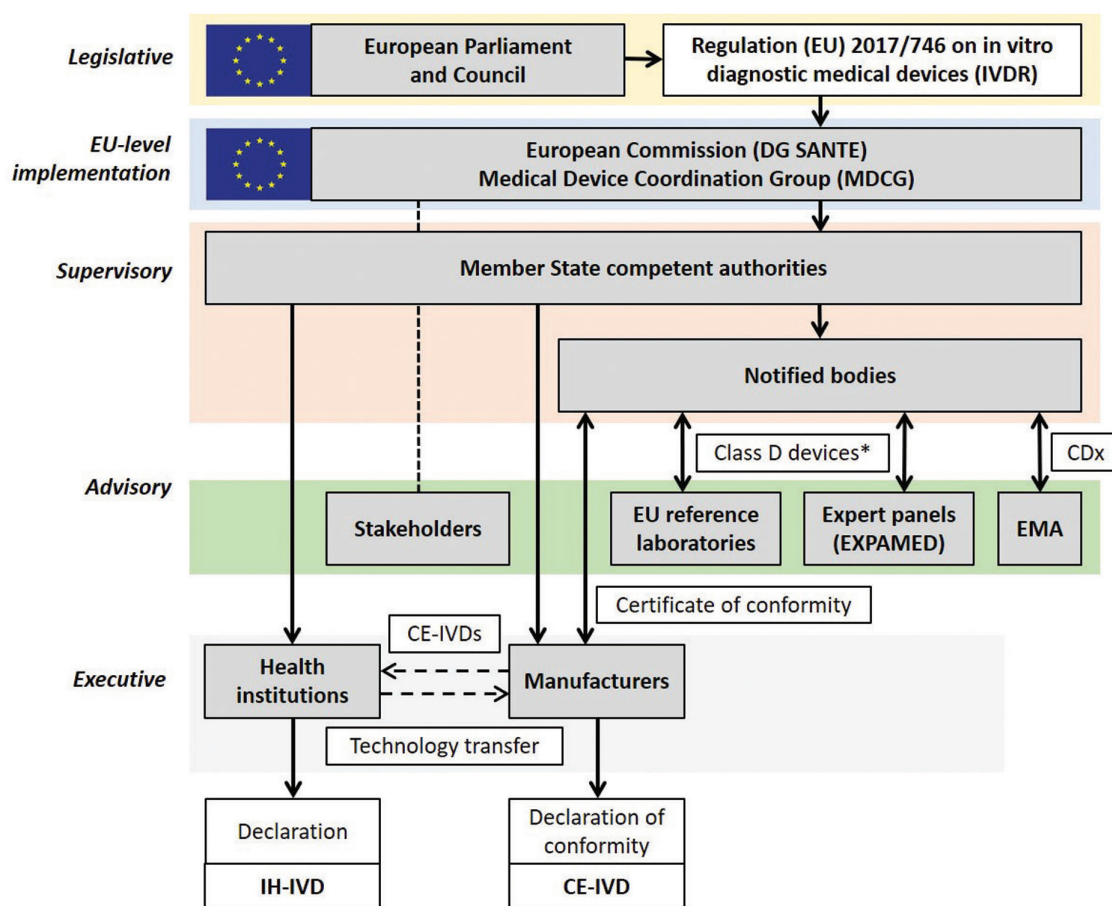 Legislative
European Parliament
and Council
Regulation (EU) 2017/746 on in vitro
diagnostic medical devices (IVDR)
EU-level
implementation
European Commission (DG SANTE)
Medical Device Coordination Group (MDCG)
Supervisory
Member State competent authorities
Notified bodies
Class D devices*
CDx
Advisory
Stakeholders
EU reference
laboratories
Expert panels
(EXPAMED)
EMA
Certificate of conformity
CE-IVDs
Executive
Health
institutions
Manufacturers
Technology transfer
Declaration
IH-IVD
Declaration of
conformity
CE-IVD